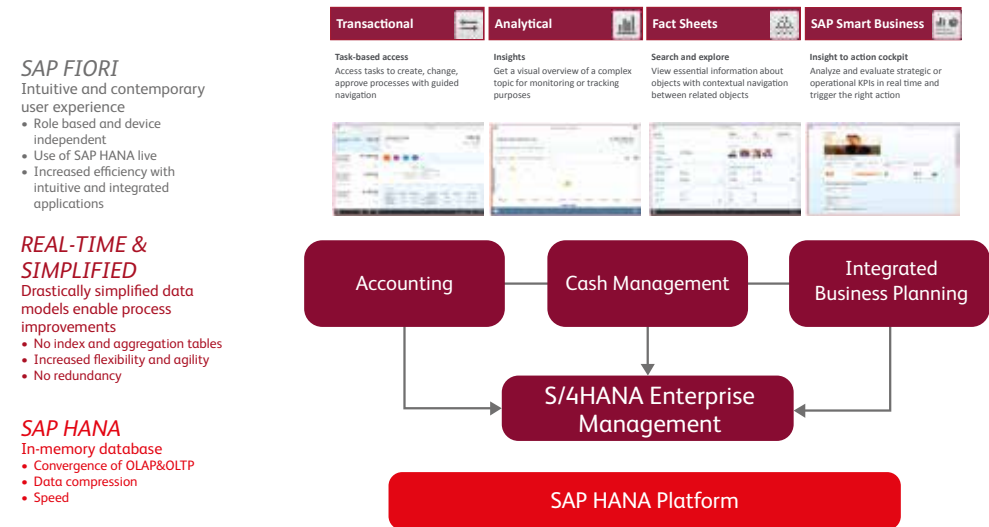 Transactional
Analytical
Fact Sheets
SAP Smart Business
Task-based access
Access tasks to create, change,
approve processes with guided
navigation
Insights
Get a visual overview of a complex
topic for monitoring or tracking
purposes
Search and explore
View essential information about
objects with contextual navigation
between related objects
Insight to action cockpit
Analyze and evaluate strategic or
operational KPIs in real time and
trigger the right action
SAP FIORI
Intuitive and contemporary
user experience
• Role based and device
independent
• Use of SAP HANA live
• Increased efficiency with
intuitive and integrated
applications
REAL-TIME &
SIMPLIFIED
Drastically simplified data
models enable process
improvements
• No index and aggregation tables
• Increased flexibility and agility
• No redundancy
Accounting
Cash Management
Integrated
Business Planning
S/4HANA Enterprise
Management
SAP HANA
In-memory database
• Convergence of OLAP&OLTP
• Data compression
• Speed
SAP HANA Platform